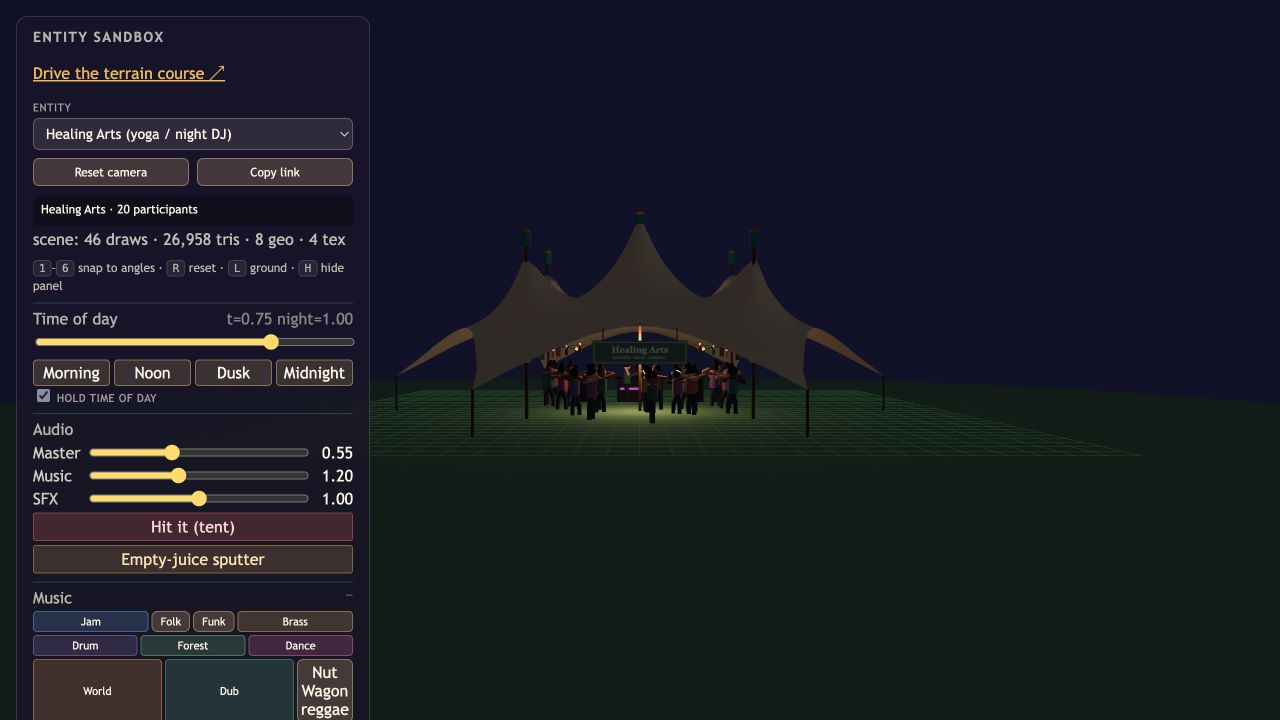 ENTITY SANDBOX
Drive the terrain course ↗
ENTITY
Healing Arts (yoga / night DJ)
Reset camera
Copy link
Healing Arts · 20 participants
scene: 46 draws · 26,958 tris · 8 geo · 4 tex
1-6 snap to angles · R reset · L ground · H hide
panel
Time of day t=0.75 night=1.00
Morning Noon Dusk Midnight
HOLD TIME OF DAY
Audio
Master 0.55
Music 1.20
SFX 1.00
Hit it (tent)
Empty-juice sputter
Music –
Jam Folk Funk Brass
Drum Forest Dance
World Dub
Nut
Wagon
reggae
Healing Arts